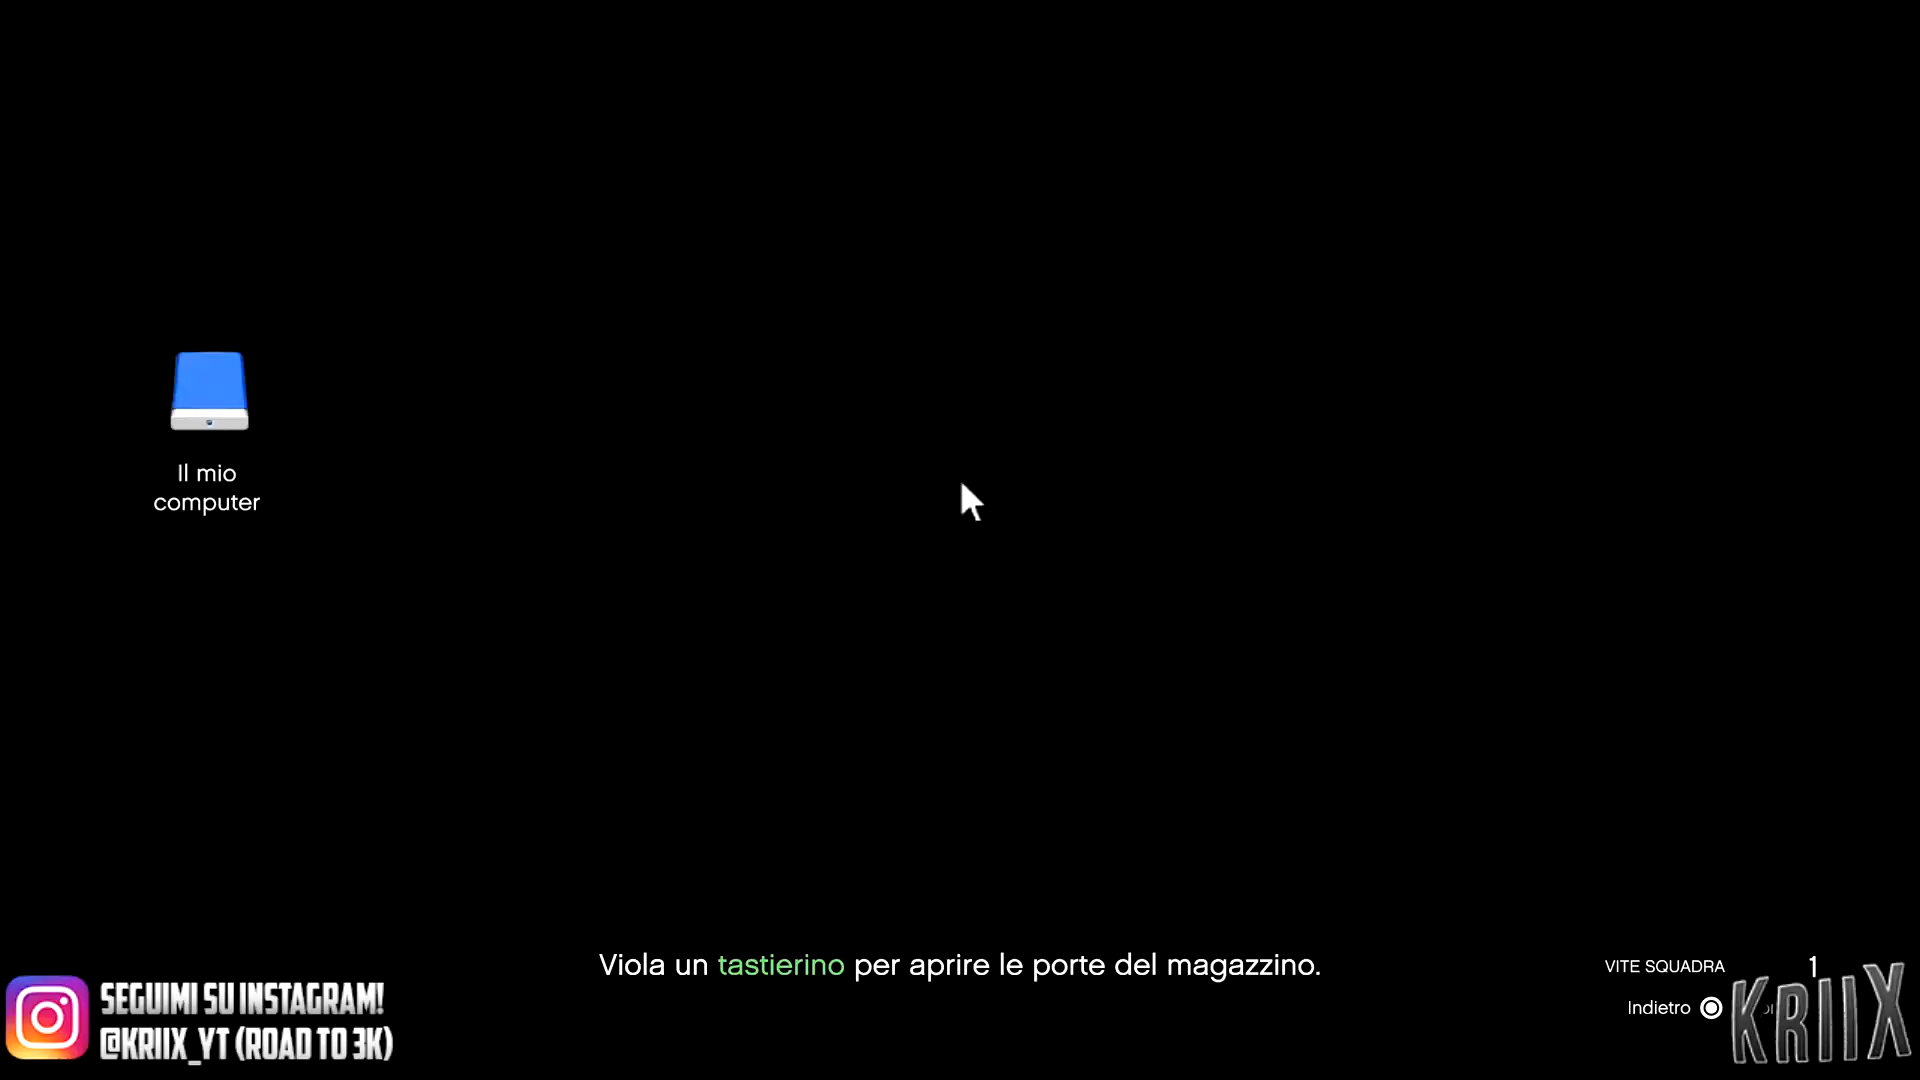 Il mio
computer
Viola un tastierino per aprire le porte del magazzino.
VITE SQUADRA 1
Indietro
SEGUIMI SU INSTAGRAM!
@KRIIX_YT (ROAD TO 3K)
KRIIX